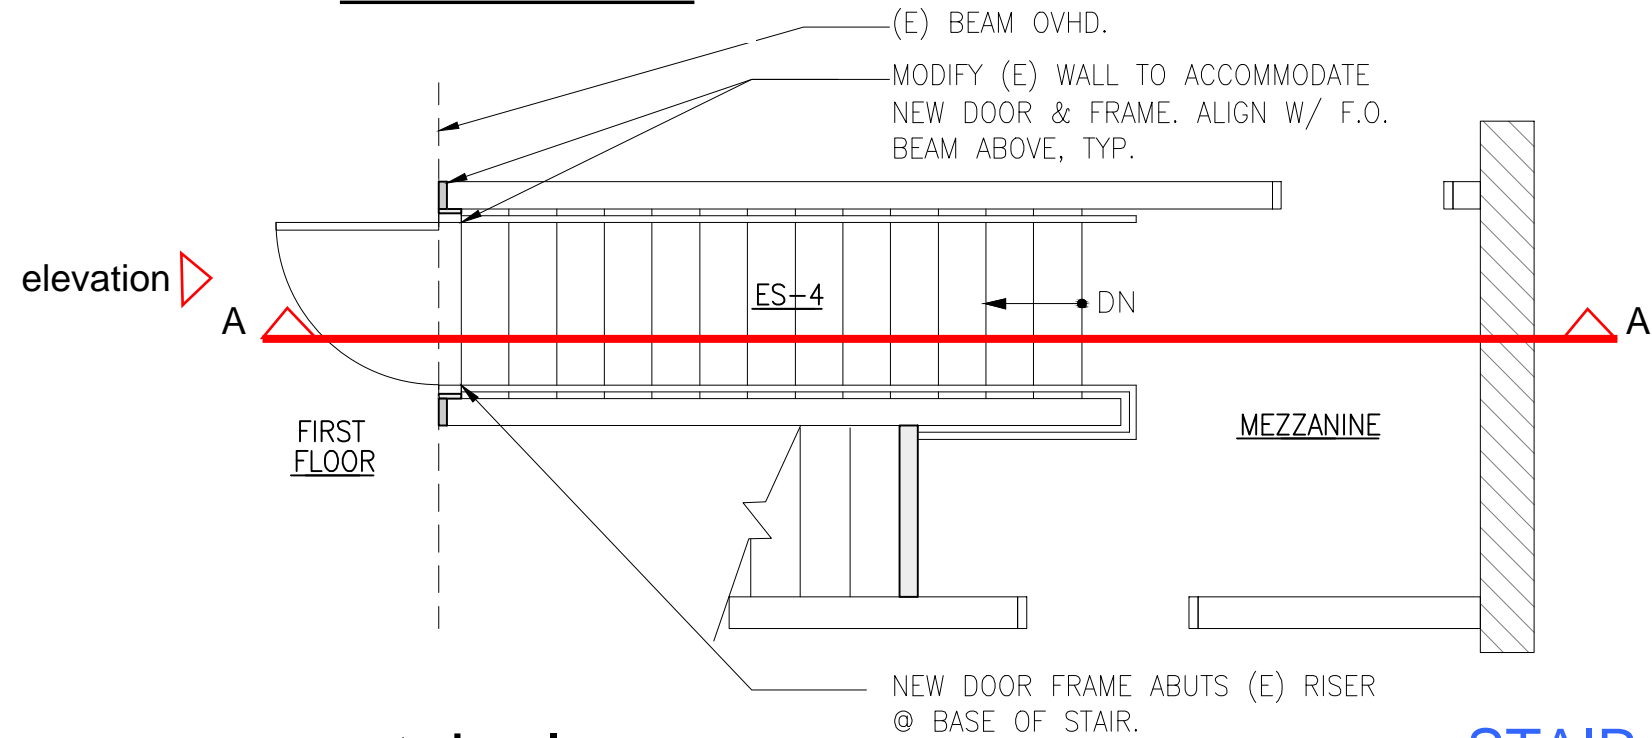 (E) BEAM OVHD.
MODIFY (E) WALL TO ACCOMMODATE
NEW DOOR & FRAME. ALIGN W/ F.O.
BEAM ABOVE, TYP.
elevation
A
ES-4
DN
A
FIRST
FLOOR
MEZZANINE
NEW DOOR FRAME ABUTS (E) RISER
@ BASE OF STAIR.
STAIR